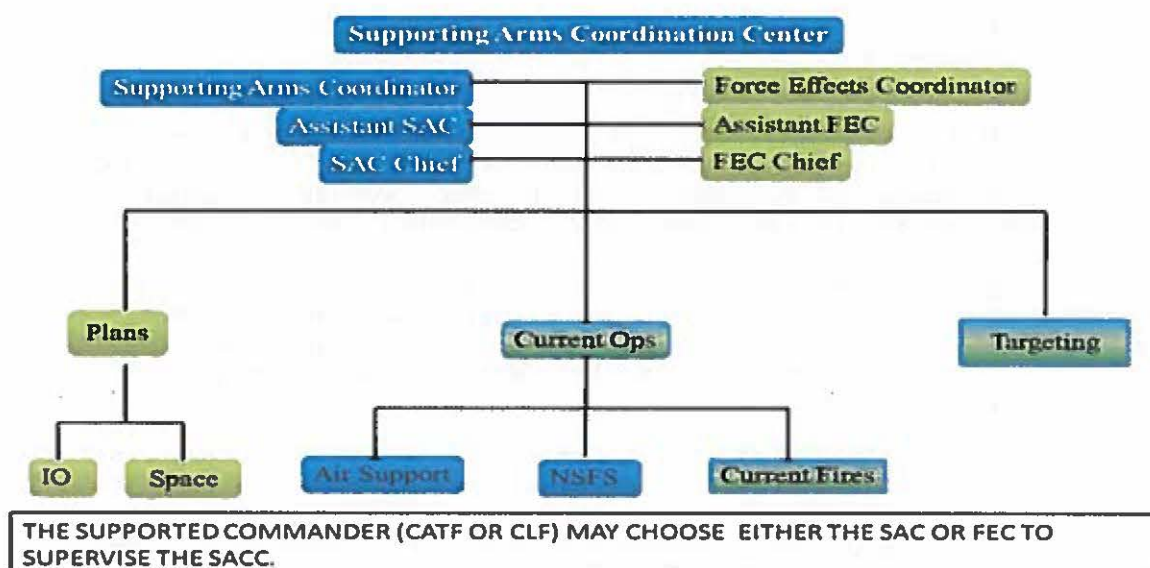 Supporting Arms Coordination Center
Supporting Arms Coordinator
Force Effects Coordinator
Assistant SAC
Assistant FEC
SAC Chief
FEC Chief
Plans
Current Ops
Targeting
IO
Space
Air Support
NSFS
Current Fires
THE SUPPORTED COMMANDER (CATF OR CLF) MAY CHOOSE EITHER THE SAC OR FEC TO
SUPERVISE THE SACC.